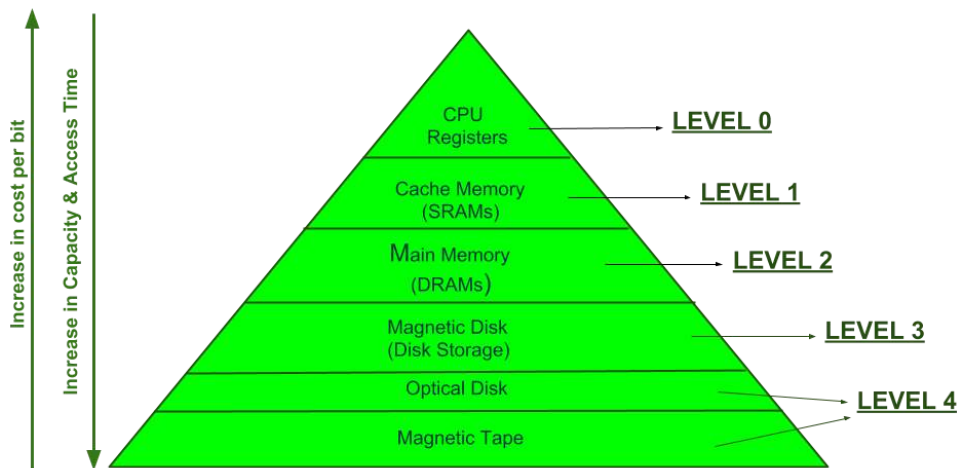 Increase in cost per bit
Increase in Capacity & Access Time
CPU
Registers
LEVEL 0
Cache Memory
(SRAMs)
LEVEL 1
Main Memory
(DRAMs)
LEVEL 2
Magnetic Disk
(Disk Storage)
LEVEL 3
Optical Disk
LEVEL 4
Magnetic Tape